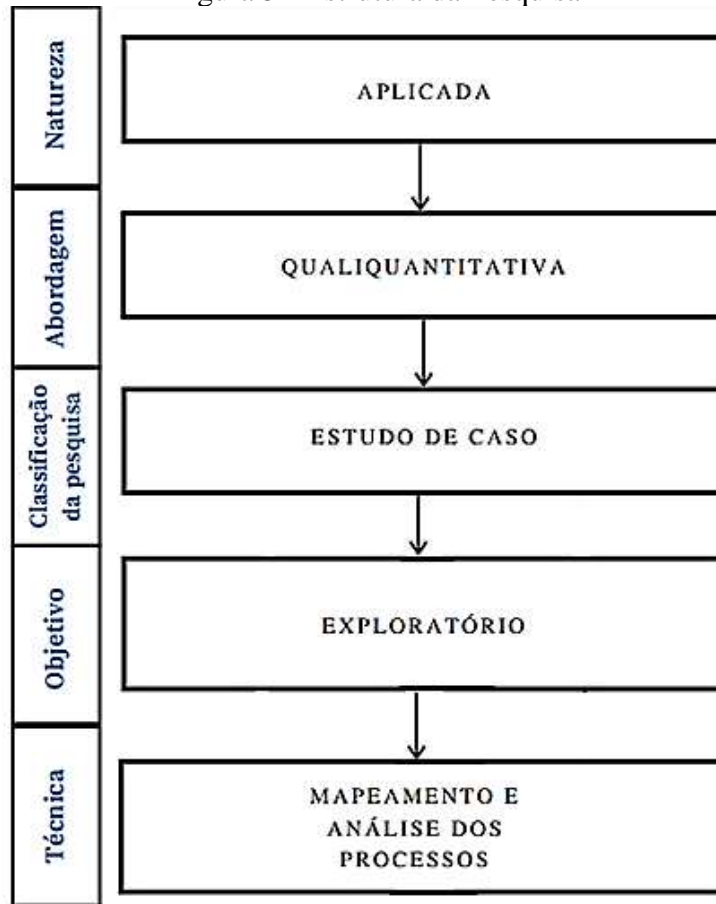 Natureza
APLICADA
Abordagem
QUALIQUANTITATIVA
Classificação
da pesquisa
ESTUDO DE CASO
Objetivo
EXPLORATÓRIO
Técnica
MAPEAMENTO E
ANÁLISE DOS
PROCESSOS